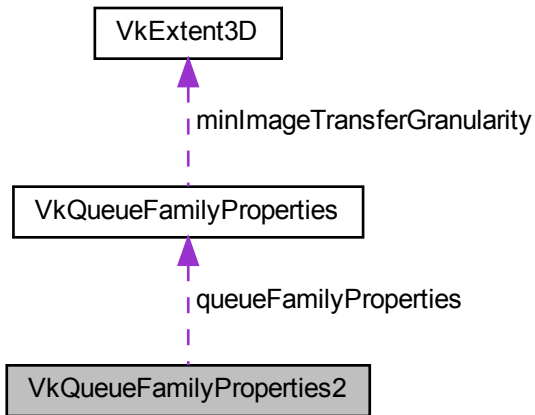 VkExtent3D
minImageTransferGranularity
VkQueueFamilyProperties
queueFamilyProperties
VkQueueFamilyProperties2